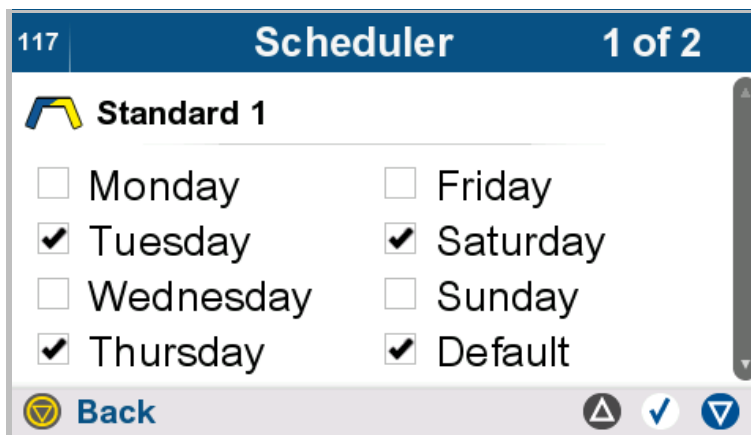 117 Scheduler 1 of 2
Standard 1
Monday Friday
Tuesday Saturday
Wednesday Sunday
Thursday Default
Back